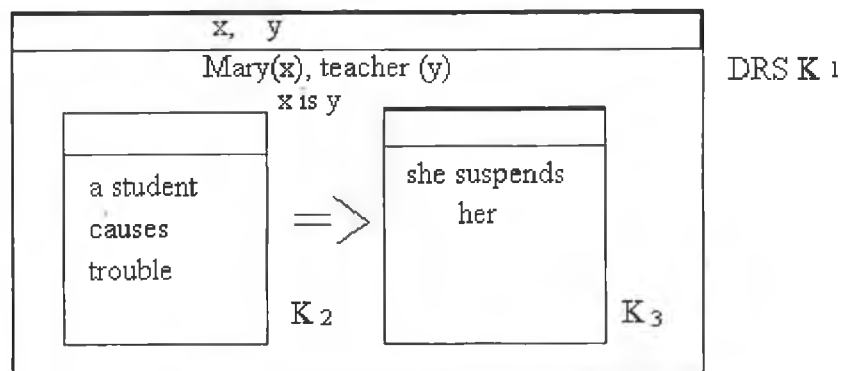 x, y
Mary(x), teacher (y)
x is y
DRS K 1
a student
causes
trouble
=>
she suspends
her
K 2
K 3